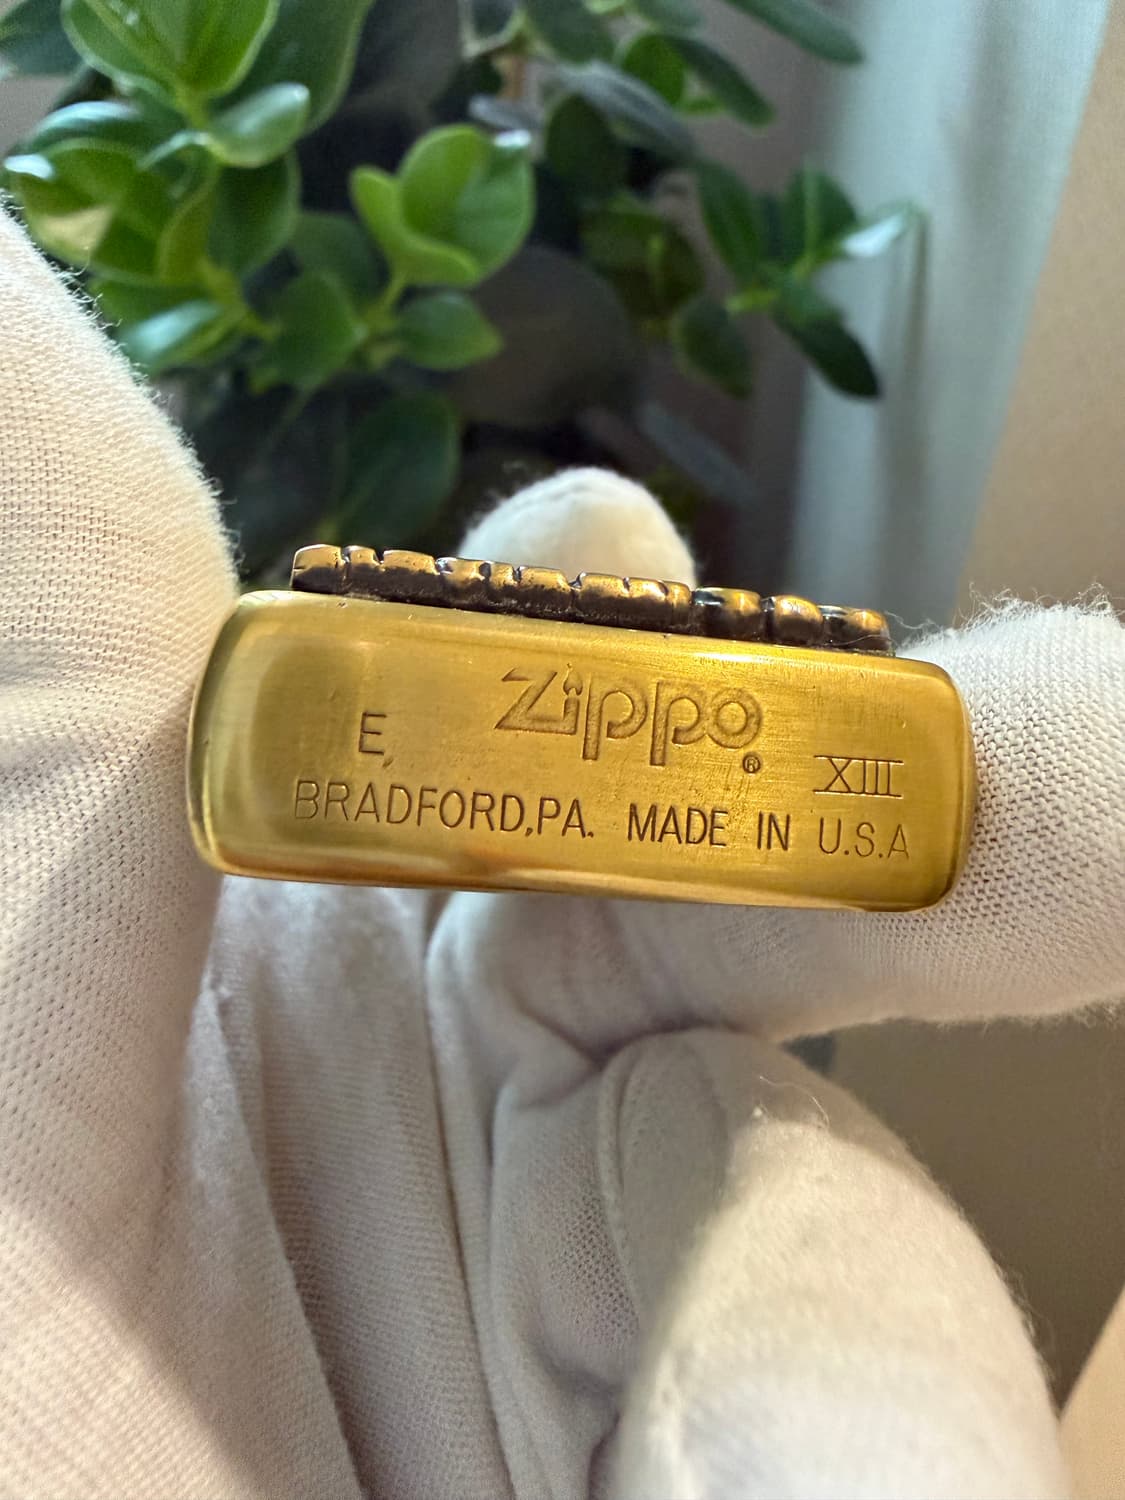 Zippo®
E, XIII
BRADFORD,PA. MADE IN U.S.A